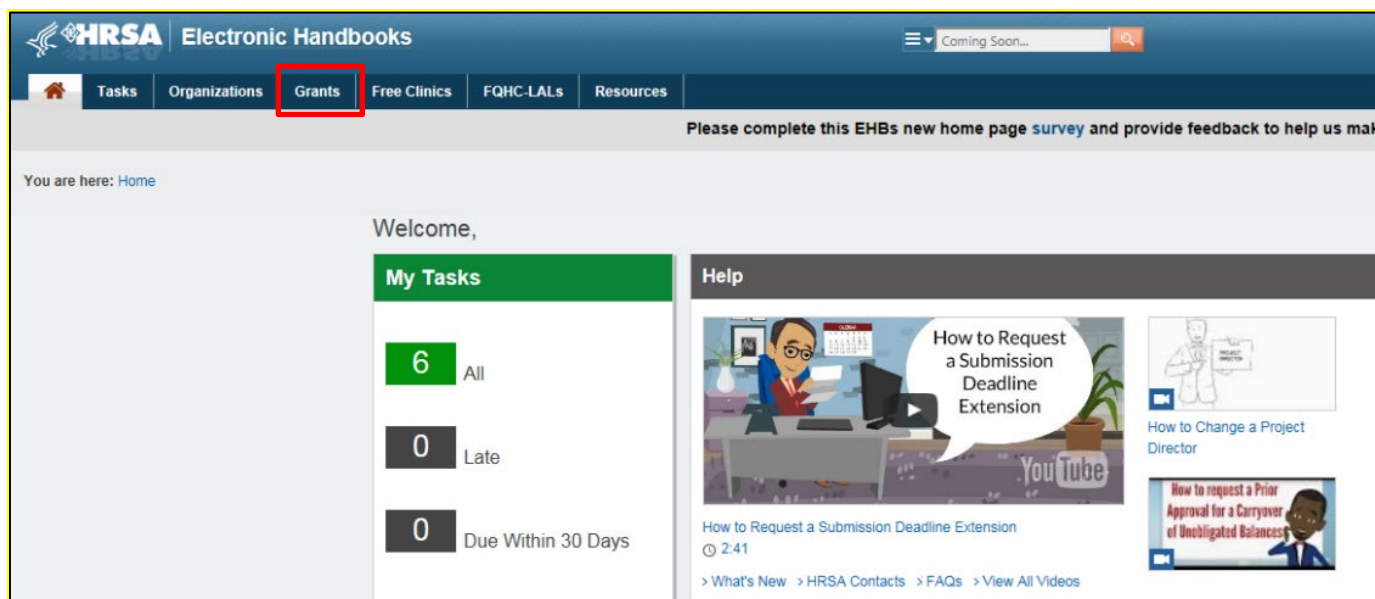 HRSA Electronic Handbooks
Coming Soon...
Tasks Organizations Grants Free Clinics FQHC-LALs Resources
Please complete this EHBs new home page survey and provide feedback to help us mak
You are here: Home
Welcome,
My Tasks
6 All
0 Late
0 Due Within 30 Days
Help
How to Request
a Submission
Deadline
Extension
YouTube
How to Request a Submission Deadline Extension
2:41
> What's New > HRSA Contacts > FAQs > View All Videos
PROJECT
DIRECTOR
How to Change a Project
Director
How to request a Prior
Approval for a Carryover
of Unobligated Balances